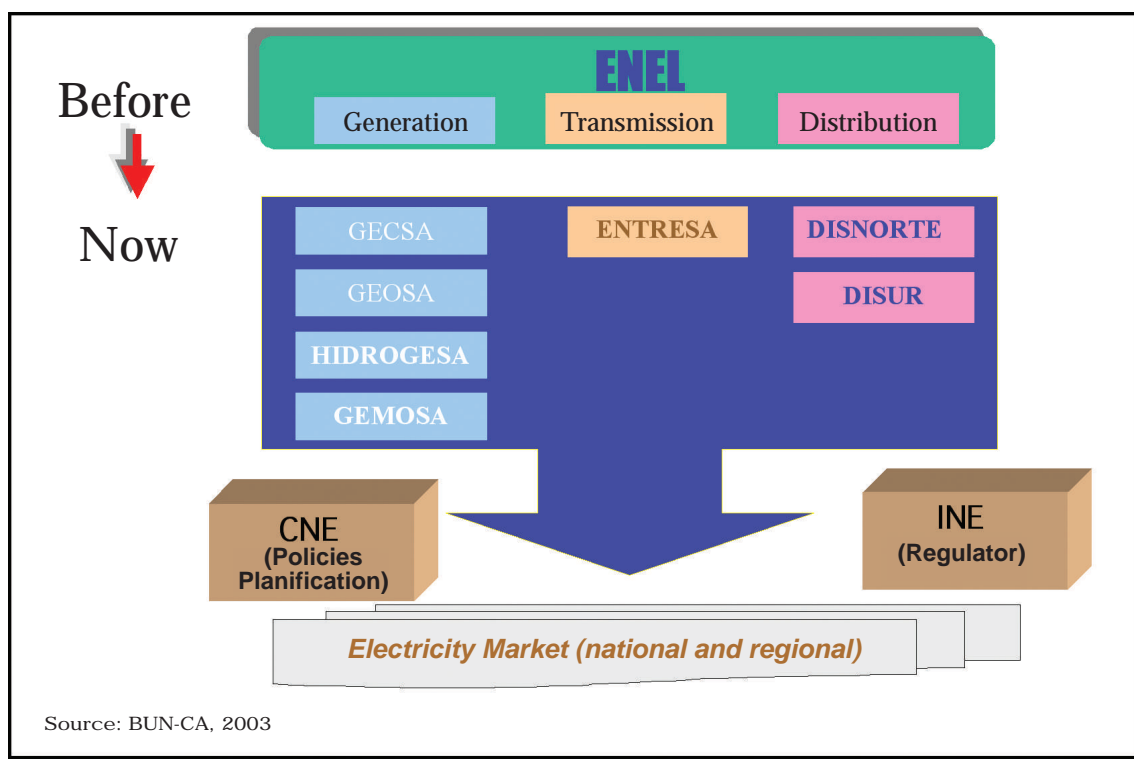 ENEL
Before
Generation
Transmission
Distribution
Now
GECSA
ENTRESA
DISNORTE
GEOSA
DISUR
HIDROGESA
GEMOSA
CNE
(Policies
Planification)
INE
(Regulator)
Electricity Market (national and regional)
Source: BUN-CA, 2003